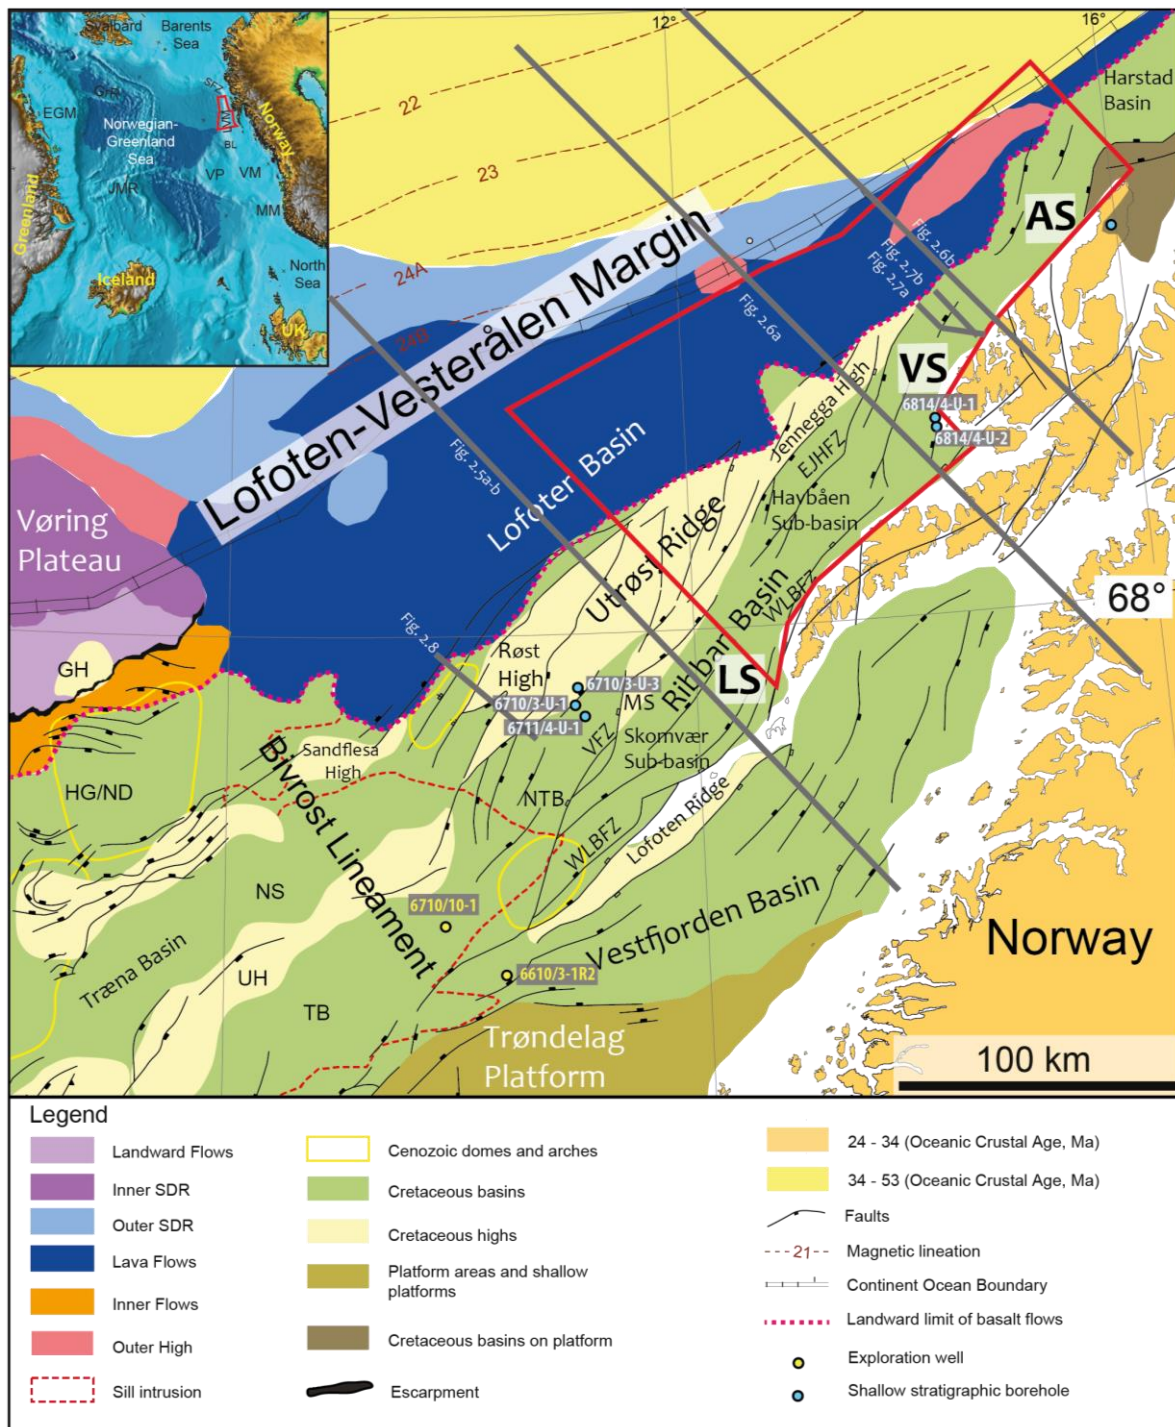 Svalbard
Barents
Sea
SFZ
GrR
EGM
LVM
Norwegian-
Greenland
Sea
Norway
BL
VP
VM
JMR
MM
Greenland
North
Sea
Iceland
UK
12°
16°
22
23
24A
24B
Harstad
Basin
AS
Fig. 2.6b
Fig. 2.7b
Fig. 2.7a
Fig. 2.6a
Lofoten-Vesterålen Margin
VS
6814/4-U-1
6814/4-U-2
Jennegga High
EJHFZ
Havbåen
Sub-basin
Fig. 2.5a-b
Lofoter Basin
Vøring
Plateau
Utrøst Ridge
Ribbar Basin
WLBFZ
68°
Fig. 2.8
GH
Røst
High
LS
6710/3-U-3
6710/3-U-1
6711/4-U-1
MS
VFZ
Skomvær
Sub-basin
Sandflesa
High
Bivrost Lineament
HG/ND
NTB
WLBFZ
Lofoten Ridge
NS
6710/10-1
Vestfjorden Basin
Norway
Træna Basin
UH
6610/3-1R2
TB
Trøndelag
Platform
100 km
Legend
Landward Flows
Inner SDR
Outer SDR
Lava Flows
Inner Flows
Outer High
Sill intrusion
Cenozoic domes and arches
Cretaceous basins
Cretaceous highs
Platform areas and shallow
platforms
Cretaceous basins on platform
Escarpment
24 - 34 (Oceanic Crustal Age, Ma)
34 - 53 (Oceanic Crustal Age, Ma)
Faults
21
Magnetic lineation
Continent Ocean Boundary
Landward limit of basalt flows
Exploration well
Shallow stratigraphic borehole